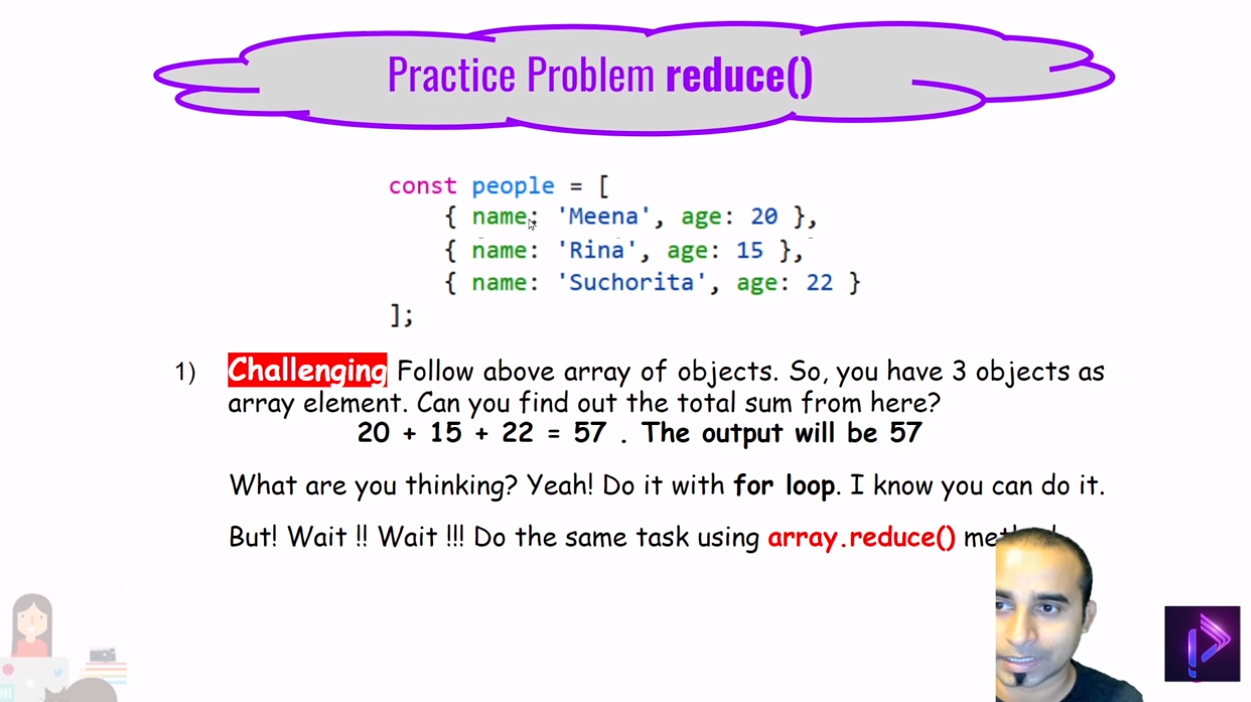 Practice Problem reduce()
const people = [
{ name: 'Meena', age: 20 },
{ name: 'Rina', age: 15 },
{ name: 'Suchorita', age: 22 }
];
1) Challenging Follow above array of objects. So, you have 3 objects as
array element. Can you find out the total sum from here?
20 + 15 + 22 = 57 . The output will be 57
What are you thinking? Yeah! Do it with for loop. I know you can do it.
But! Wait !! Wait !!! Do the same task using array.reduce()
HI